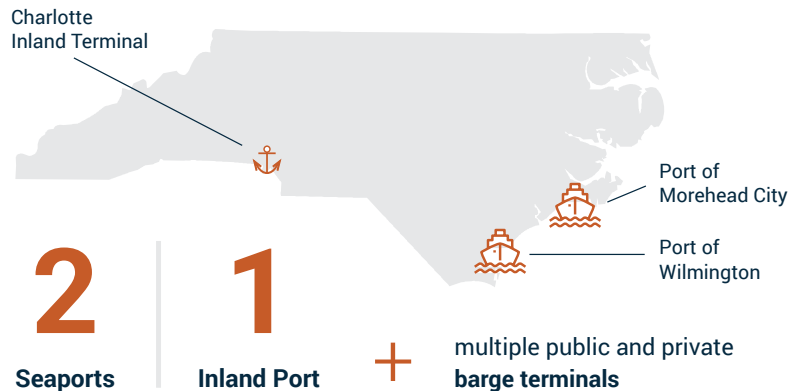 Charlotte
Inland Terminal
Port of
Morehead City
Port of
Wilmington
2
Seaports
1
Inland Port
+
multiple public and private
barge terminals